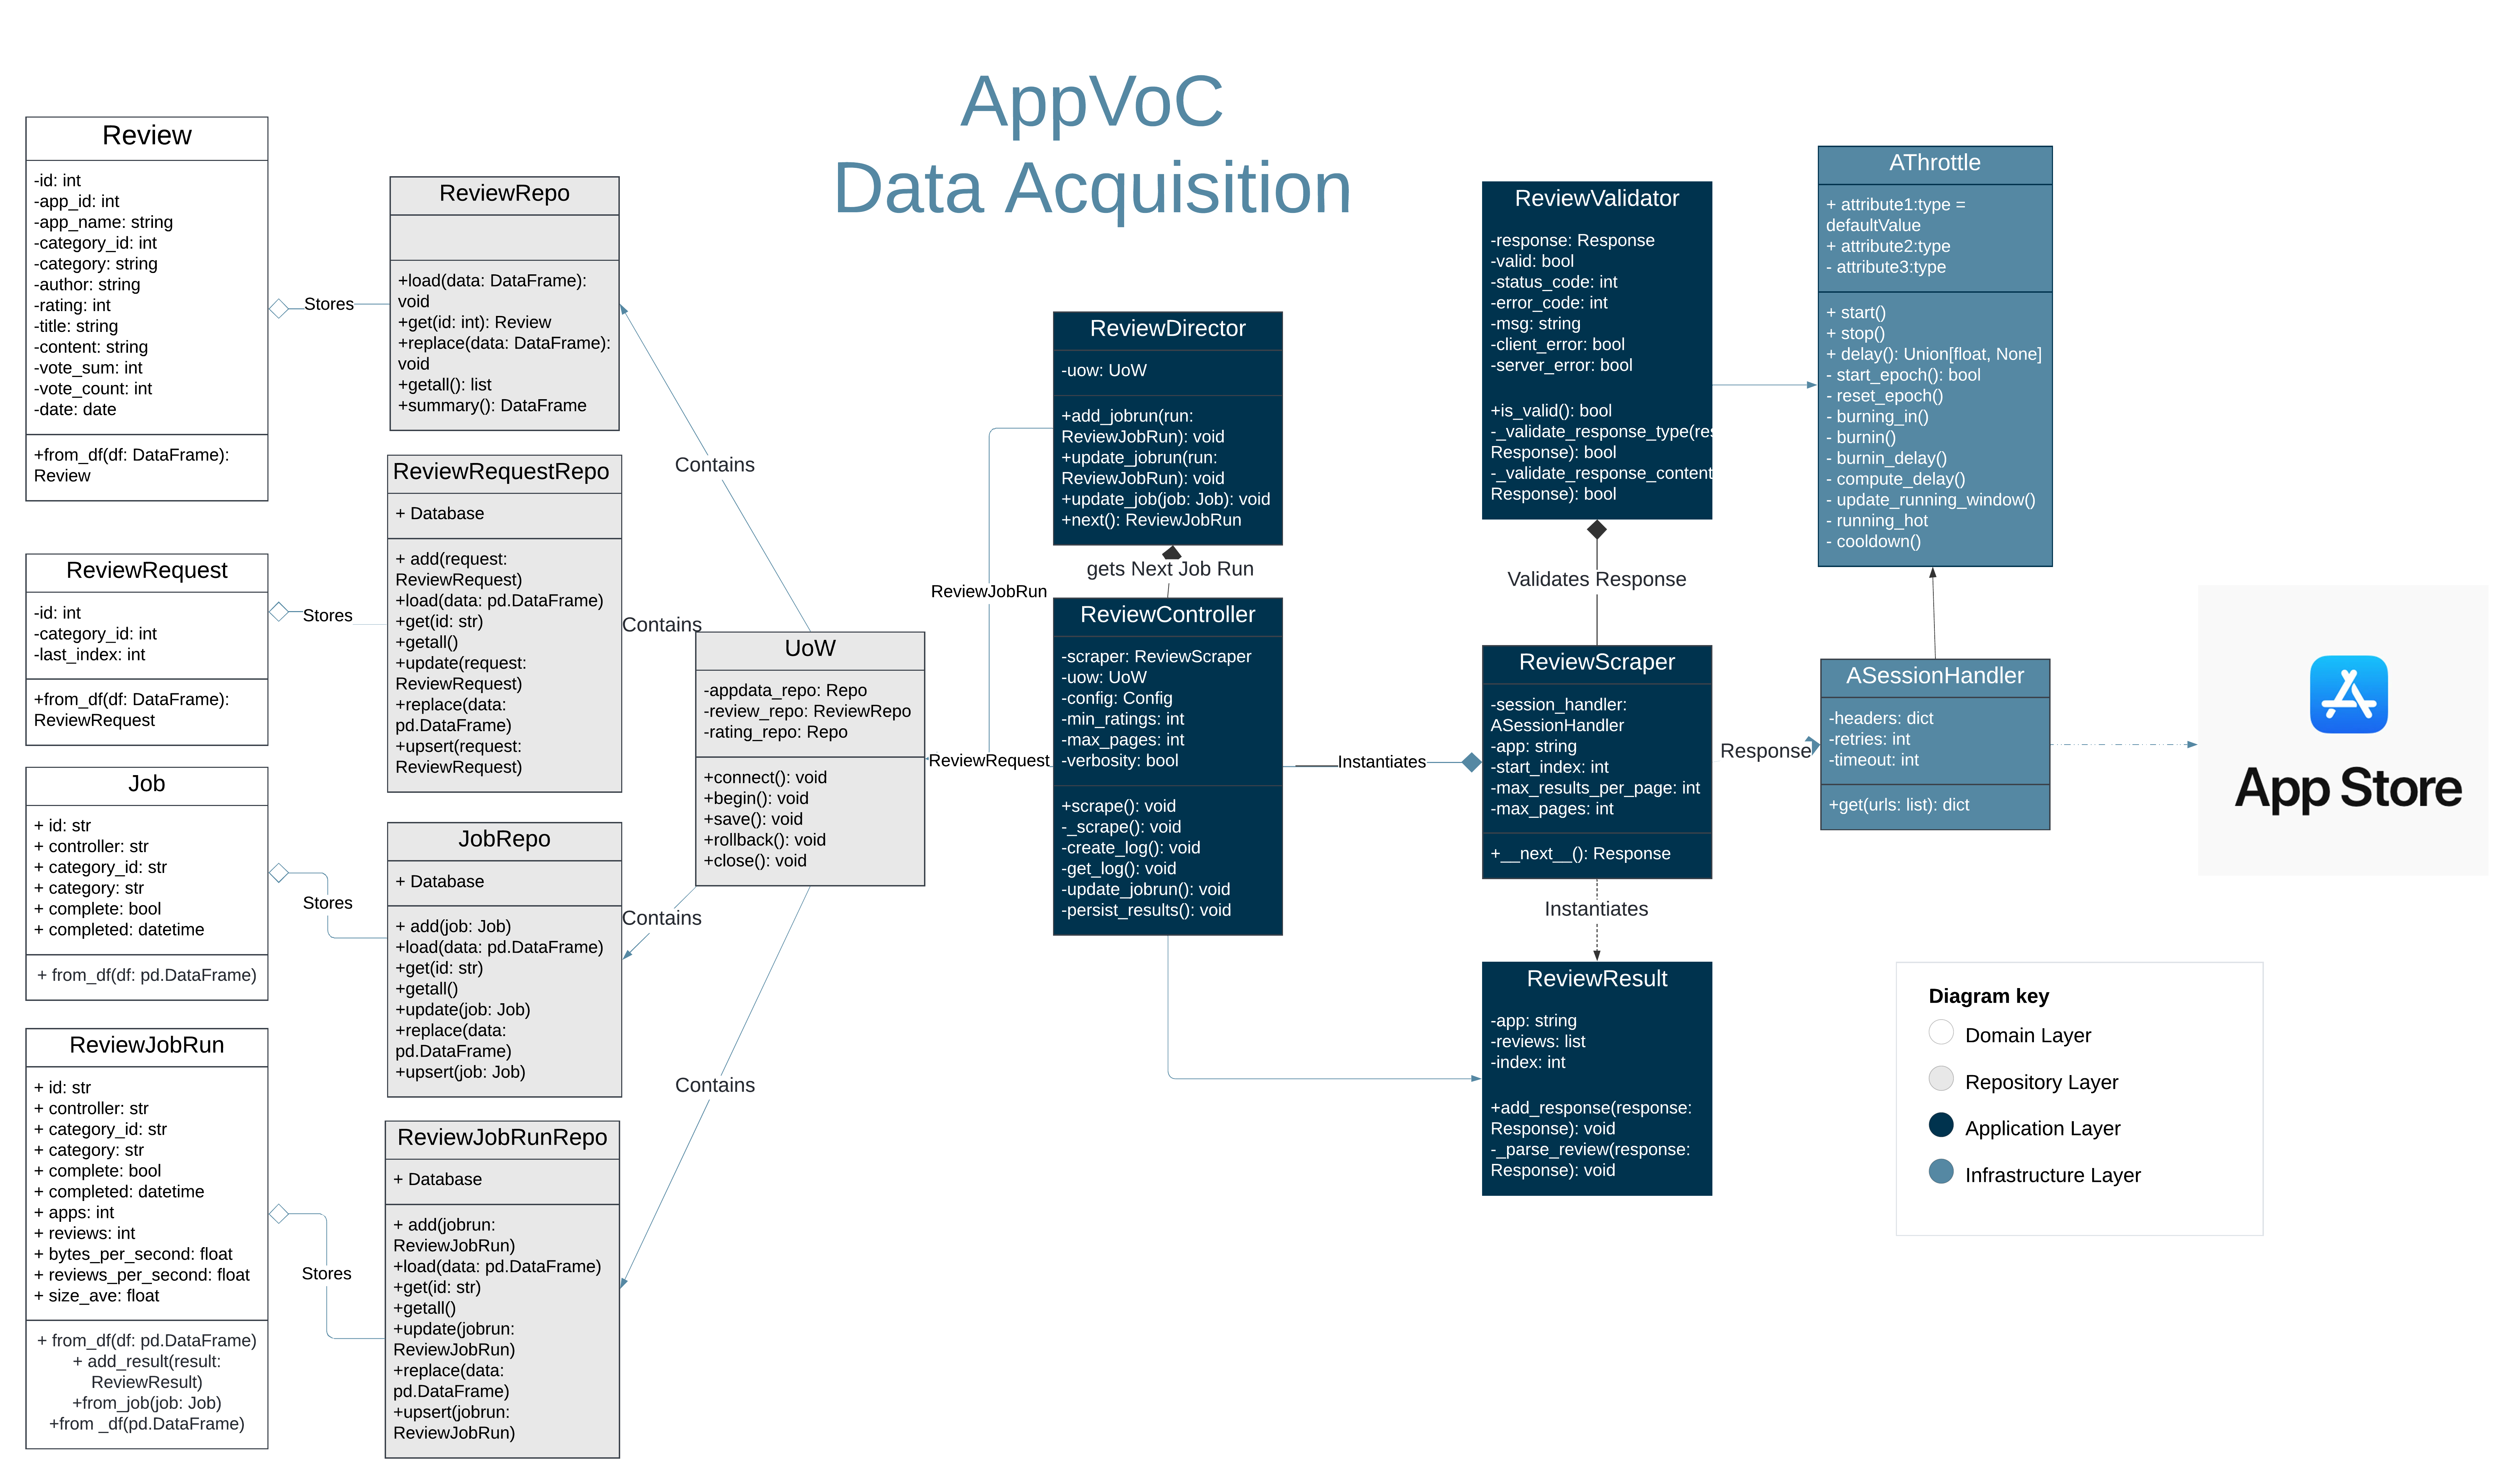 AppVoC
Data Acquisition
Review
-id: int
-app_id: int
-app_name: string
-category_id: int
-category: string
-author: string
-rating: int
-title: string
-content: string
-vote_sum: int
-vote_count: int
-date: date
+from_df(df: DataFrame):
Review
Stores
ReviewRepo
+load(data: DataFrame):
void
+get(id: int): Review
+replace(data: DataFrame):
void
+getall(): list
+summary(): DataFrame
ReviewRequest
-id: int
-category_id: int
-last_index: int
+from_df(df: DataFrame):
ReviewRequest
Stores
ReviewRequestRepo
+ Database
+ add(request:
ReviewRequest)
+load(data: pd.DataFrame)
+get(id: str)
+getall()
+update(request:
ReviewRequest)
+replace(data:
pd.DataFrame)
+upsert(request:
ReviewRequest)
Job
+ id: str
+ controller: str
+ category_id: str
+ category: str
+ complete: bool
+ completed: datetime
+ from_df(df: pd.DataFrame)
Stores
JobRepo
+ Database
+ add(job: Job)
+load(data: pd.DataFrame)
+get(id: str)
+getall()
+update(job: Job)
+replace(data:
pd.DataFrame)
+upsert(job: Job)
ReviewJobRun
+ id: str
+ controller: str
+ category_id: str
+ category: str
+ complete: bool
+ completed: datetime
+ apps: int
+ reviews: int
+ bytes_per_second: float
+ reviews_per_second: float
+ size_ave: float
+ from_df(df: pd.DataFrame)
+ add_result(result:
ReviewResult)
+from_job(job: Job)
+from _df(pd.DataFrame)
Stores
ReviewJobRunRepo
+ Database
+ add(jobrun:
ReviewJobRun)
+load(data: pd.DataFrame)
+get(id: str)
+getall()
+update(jobrun:
ReviewJobRun)
+replace(data:
pd.DataFrame)
+upsert(jobrun:
ReviewJobRun)
Contains
Contains
Contains
Contains
UoW
-appdata_repo: Repo
-review_repo: ReviewRepo
-rating_repo: Repo
+connect(): void
+begin(): void
+save(): void
+rollback(): void
+close(): void
ReviewJobRun
ReviewRequest
ReviewDirector
-uow: UoW
+add_jobrun(run:
ReviewJobRun): void
+update_jobrun(run:
ReviewJobRun): void
+update_job(job: Job): void
+next(): ReviewJobRun
gets Next Job Run
ReviewController
-scraper: ReviewScraper
-uow: UoW
-config: Config
-min_ratings: int
-max_pages: int
-verbosity: bool
+scrape(): void
-_scrape(): void
-create_log(): void
-get_log(): void
-update_jobrun(): void
-persist_results(): void
Instantiates
ReviewValidator
-response: Response
-valid: bool
-status_code: int
-error_code: int
-msg: string
-client_error: bool
-server_error: bool
+is_valid(): bool
-_validate_response_type(res
Response): bool
-_validate_response_content
Response): bool
Validates Response
ReviewScraper
-session_handler:
ASessionHandler
-app: string
-start_index: int
-max_results_per_page: int
-max_pages: int
+__next__(): Response
Instantiates
ReviewResult
-app: string
-reviews: list
-index: int
+add_response(response:
Response): void
-_parse_review(response:
Response): void
Response
AThrottle
+ attribute1:type =
defaultValue
+ attribute2:type
- attribute3:type
+ start()
+ stop()
+ delay(): Union[float, None]
- start_epoch(): bool
- reset_epoch()
- burning_in()
- burnin()
- burnin_delay()
- compute_delay()
- update_running_window()
- running_hot
- cooldown()
ASessionHandler
-headers: dict
-retries: int
-timeout: int
+get(urls: list): dict
App Store
Diagram key
Domain Layer
Repository Layer
Application Layer
Infrastructure Layer